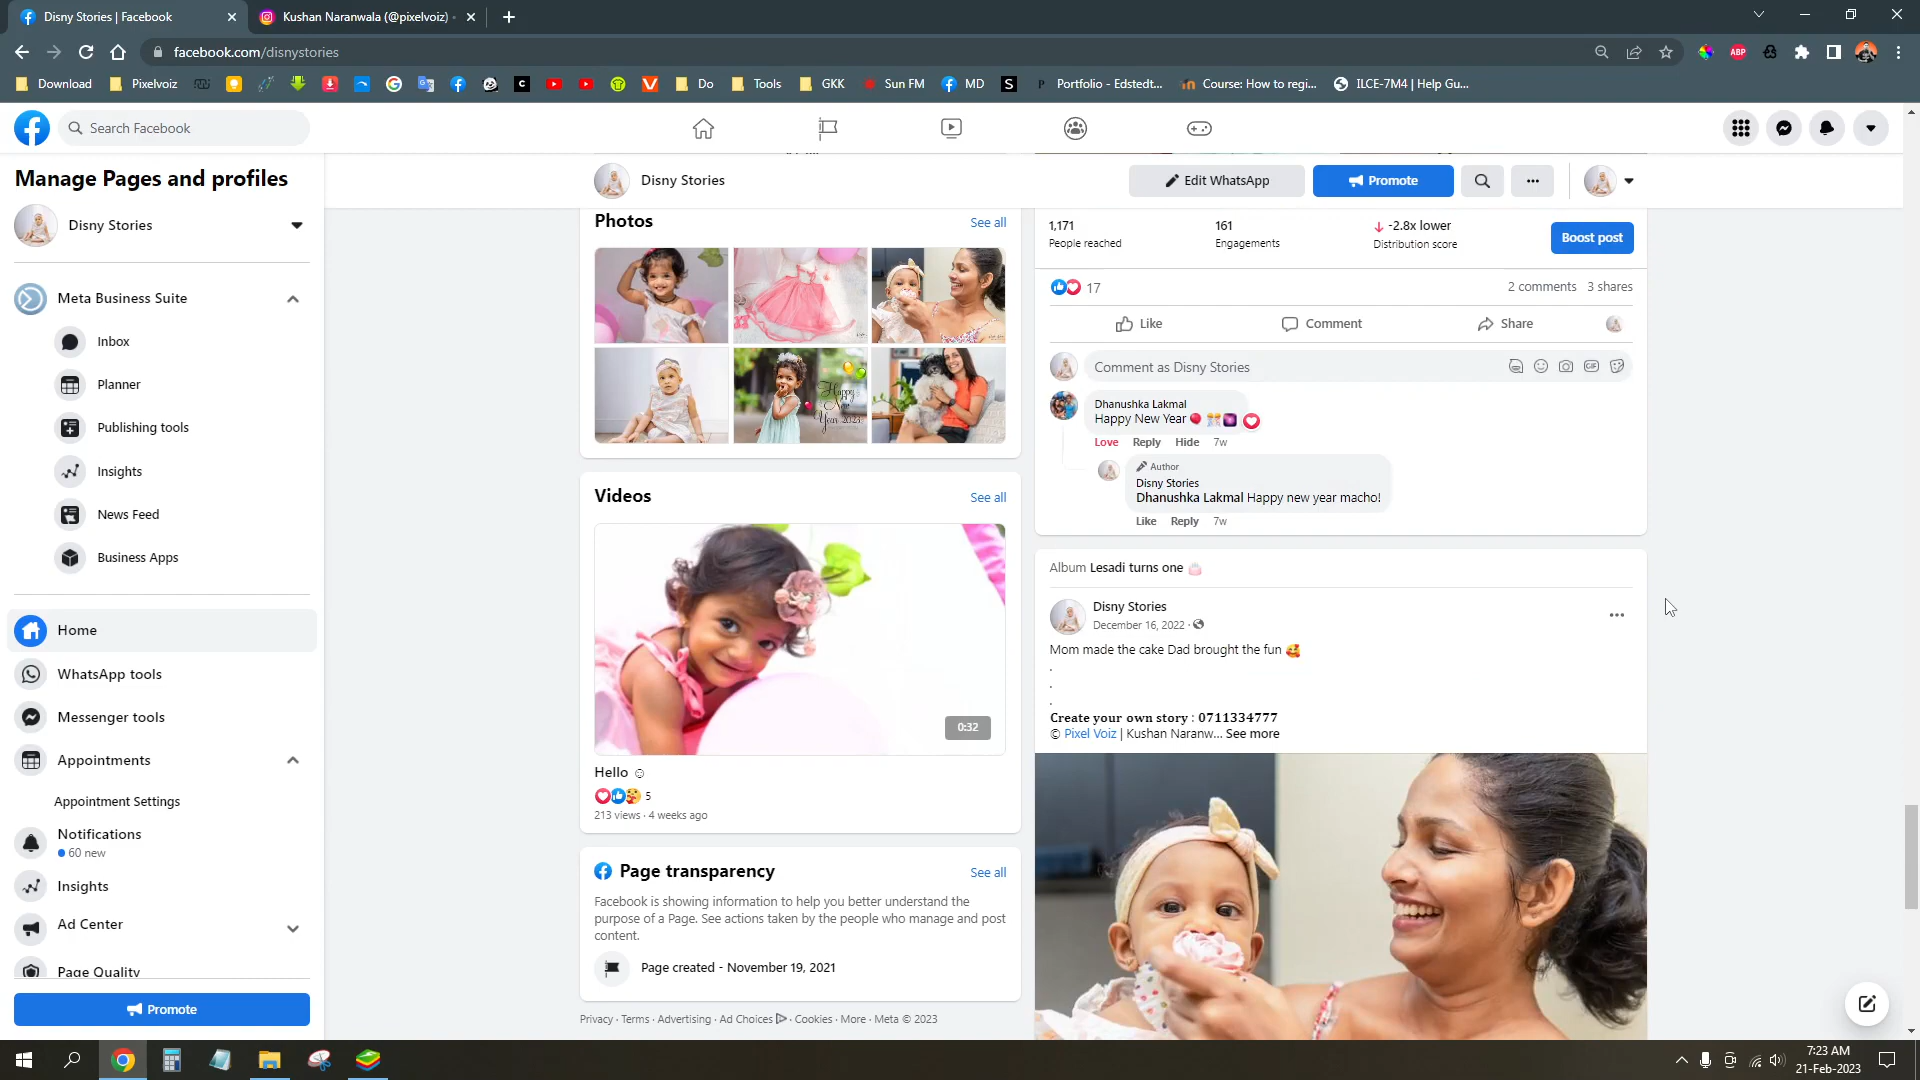 Disny Stories | Facebook
Kushan Naranwala (@pixelvoiz) ·
facebook.com/disnystories
Download
Pixelvoiz
Do
Tools
GKK
Sun FM
MD
Portfolio - Edstedt...
Course: How to regi...
ILCE-7M4 | Help Gu...
ABP
Search Facebook
Manage Pages and profiles
Disny Stories
Meta Business Suite
Inbox
Planner
Publishing tools
Insights
News Feed
Business Apps
Home
WhatsApp tools
Messenger tools
Appointments
Appointment Settings
Notifications
60 new
Insights
Ad Center
Page Quality
Promote
Disny Stories
Edit WhatsApp
Promote
Photos
See all
Happy
New
Year 2023
Videos
See all
0:32
Hello ☺
5
213 views · 4 weeks ago
Page transparency
See all
Facebook is showing information to help you better understand the
purpose of a Page. See actions taken by the people who manage and post
content.
Page created - November 19, 2021
Privacy · Terms · Advertising · Ad Choices · Cookies · More · Meta © 2023
1,171
People reached
161
Engagements
-2.8x lower
Distribution score
Boost post
17
2 comments 3 shares
Like
Comment
Share
Comment as Disny Stories
GIF
Dhanushka Lakmal
Happy New Year
Love Reply Hide 7w
Author
Disny Stories
Dhanushka Lakmal Happy new year macho!
Like Reply 7w
Album Lesadi turns one 🎂
Disny Stories
December 16, 2022 ·
Mom made the cake Dad brought the fun 🥰
.
.
.
Create your own story : 0711334777
© Pixel Voiz | Kushan Naranw... See more
7:23 AM
21-Feb-2023